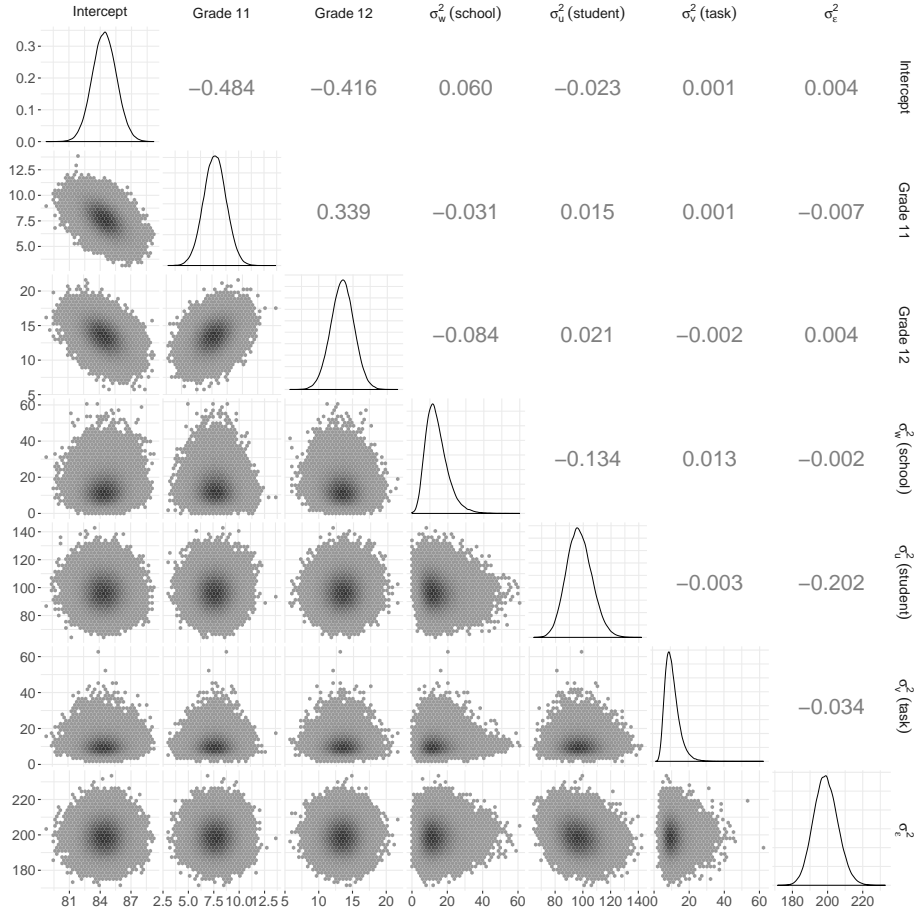 Intercept Grade 11 Grade 12 σ²w (school) σ²u (student) σ²v (task) σ²ε
0.3
0.2
0.1
0.0
−0.484 −0.416 0.060 −0.023 0.001 0.004
Intercept
12.5
10.0
7.5
5.0
0.339 −0.031 0.015 0.001 −0.007
Grade 11
20
15
10
5
−0.084 0.021 −0.002 0.004
Grade 12
60
40
20
0
−0.134 0.013 −0.002
σ²w (school)
140
120
100
80
−0.003 −0.202
σ²u (student)
60
40
20
0
−0.034
σ²v (task)
220
200
180
σ²ε
81 84 87 2.5 5.0 7.5 10.0 12.5 5 10 15 20 0 20 40 60 80 100 120 140 0 20 40 60 180 200 220